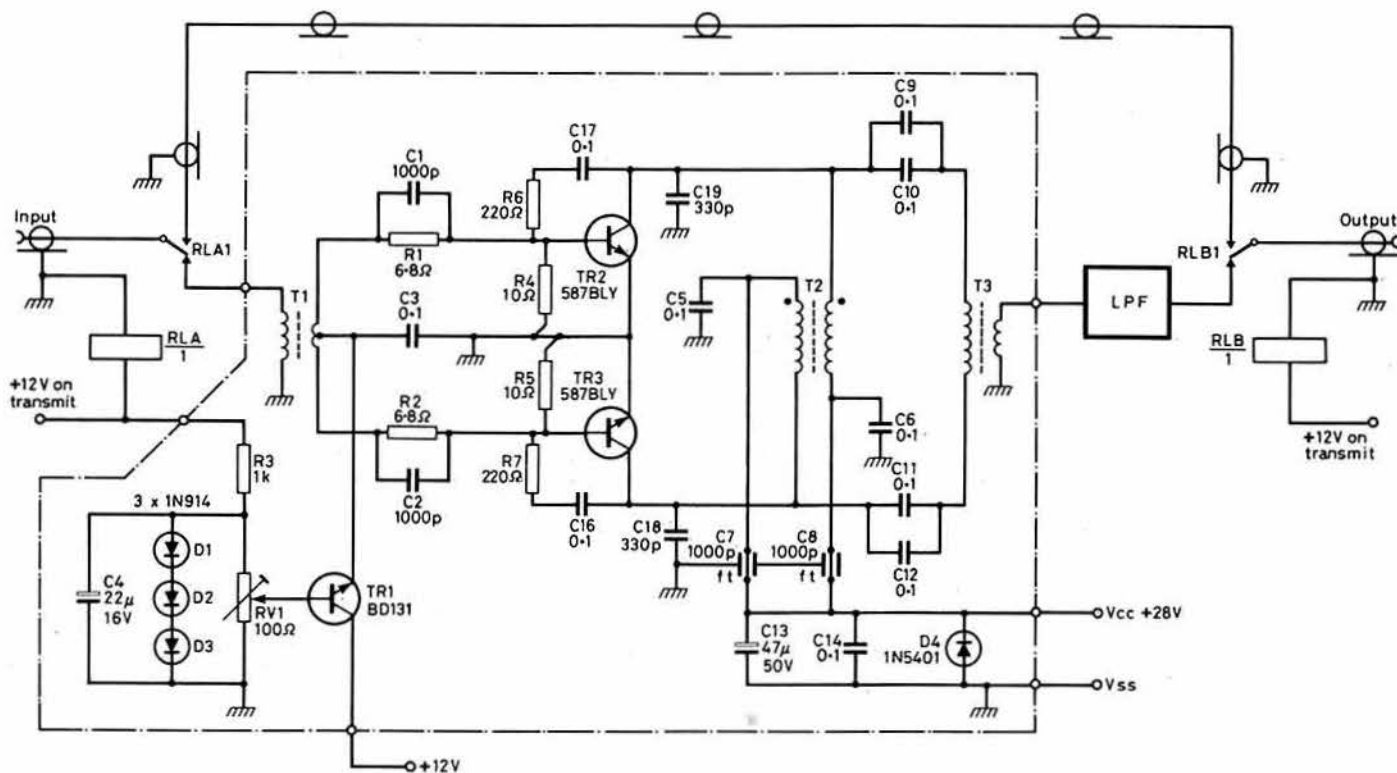 C9
0·1
C17
0·1
C1
1000p
C10
0·1
R6
220Ω
C19
330p
Input
RLA1
R1
6·8Ω
TR2
587BLY
Output
RLB1
T1
C3
0·1
R4
10Ω
C5
0·1
T2
T3
LPF
RLA
1
RLB
1
R5
10Ω
TR3
587BLY
+12V on
transmit
R2
6·8Ω
C6
0·1
+12V on
transmit
R3
1k
R7
220Ω
C11
0·1
C2
1000p
3 x 1N914
C16
0·1
C18
330p
C7
1000p
ft
C8
1000p
ft
C12
0·1
D1
C4
22µ
16V
D2
RV1
100Ω
TR1
BD131
D3
Vcc +28V
C13
47µ
50V
C14
0·1
D4
1N5401
Vss
+12V